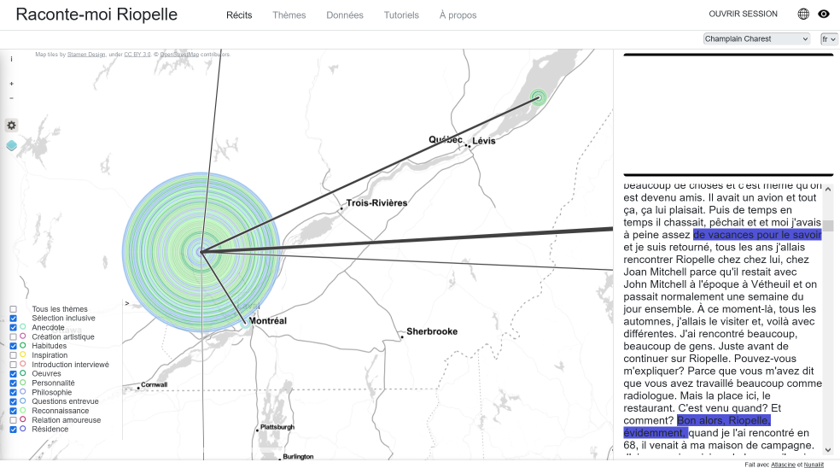 Raconte-moi Riopelle
Récits Thèmes Données Tutoriels À propos
OUVRIR SESSION
Champlain Charest
fr
Map tiles by Stamen Design, under CC BY 3.0. © OpenStreetMap contributors.
i
+
−
Québec
Lévis
Trois-Rivières
Montréal
Sherbrooke
Cornwall
Plattsburgh
Burlington
>
Tous les thèmes
Sélection inclusive
Anecdote
Création artistique
Habitudes
Inspiration
Introduction interviewé
Oeuvres
Personnalité
Philosophie
Questions entrevue
Reconnaissance
Relation amoureuse
Résidence
beaucoup de choses et c'est même qu'on
est devenu amis. Il avait un avion et tout
ça, ça lui plaisait. Puis de temps en
temps il chassait, pêchait et et moi j'avais
à peine assez de vacances pour le savoir
et je suis retourné, tous les ans j'allais
rencontrer Riopelle chez chez lui, chez
Joan Mitchell parce qu'il restait avec
John Mitchell à l'époque à Vétheuil et on
passait normalement une semaine du
jour ensemble. À ce moment-là, tous les
automnes, j'allais le visiter et, voilà avec
différentes. J'ai rencontré beaucoup,
beaucoup de gens. Juste avant de
continuer sur Riopelle. Pouvez-vous
m'expliquer? Parce que vous m'avez dit
que vous avez travaillé beaucoup comme
radiologue. Mais la place ici, le
restaurant. C'est venu quand? Et
comment? Bon alors, Riopelle,
évidemment, quand je l'ai rencontré en
68, il venait à ma maison de campagne.
Fait avec Atlascine et Nunaliit